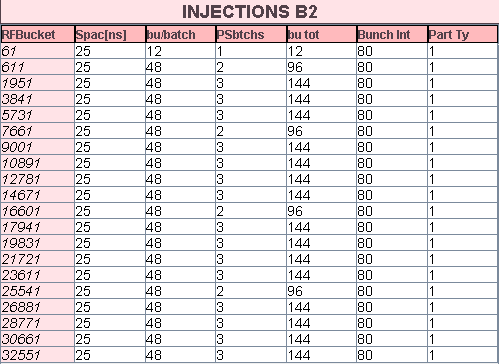 INJECTIONS B2
RFBucket Spac[ns] bu/batch PSbtchs bu tot Bunch Int Part Ty
61 25 12 1 12 80 1
611 25 48 2 96 80 1
1951 25 48 3 144 80 1
3841 25 48 3 144 80 1
5731 25 48 3 144 80 1
7661 25 48 2 96 80 1
9001 25 48 3 144 80 1
10891 25 48 3 144 80 1
12781 25 48 3 144 80 1
14671 25 48 3 144 80 1
16601 25 48 2 96 80 1
17941 25 48 3 144 80 1
19831 25 48 3 144 80 1
21721 25 48 3 144 80 1
23611 25 48 3 144 80 1
25541 25 48 2 96 80 1
26881 25 48 3 144 80 1
28771 25 48 3 144 80 1
30661 25 48 3 144 80 1
32551 25 48 3 144 80 1